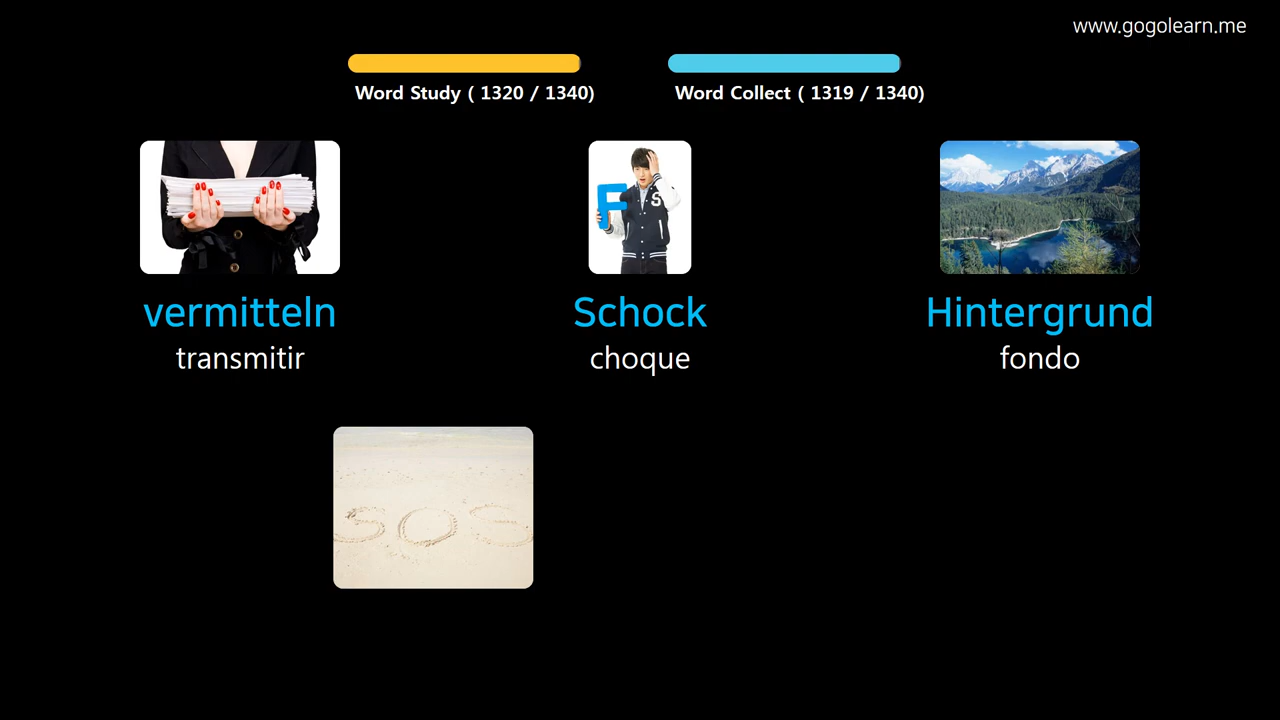 www.gogolearn.me
Word Study ( 1320 / 1340)
Word Collect ( 1319 / 1340)
F
S
vermitteln
Schock
Hintergrund
transmitir
choque
fondo
SOS